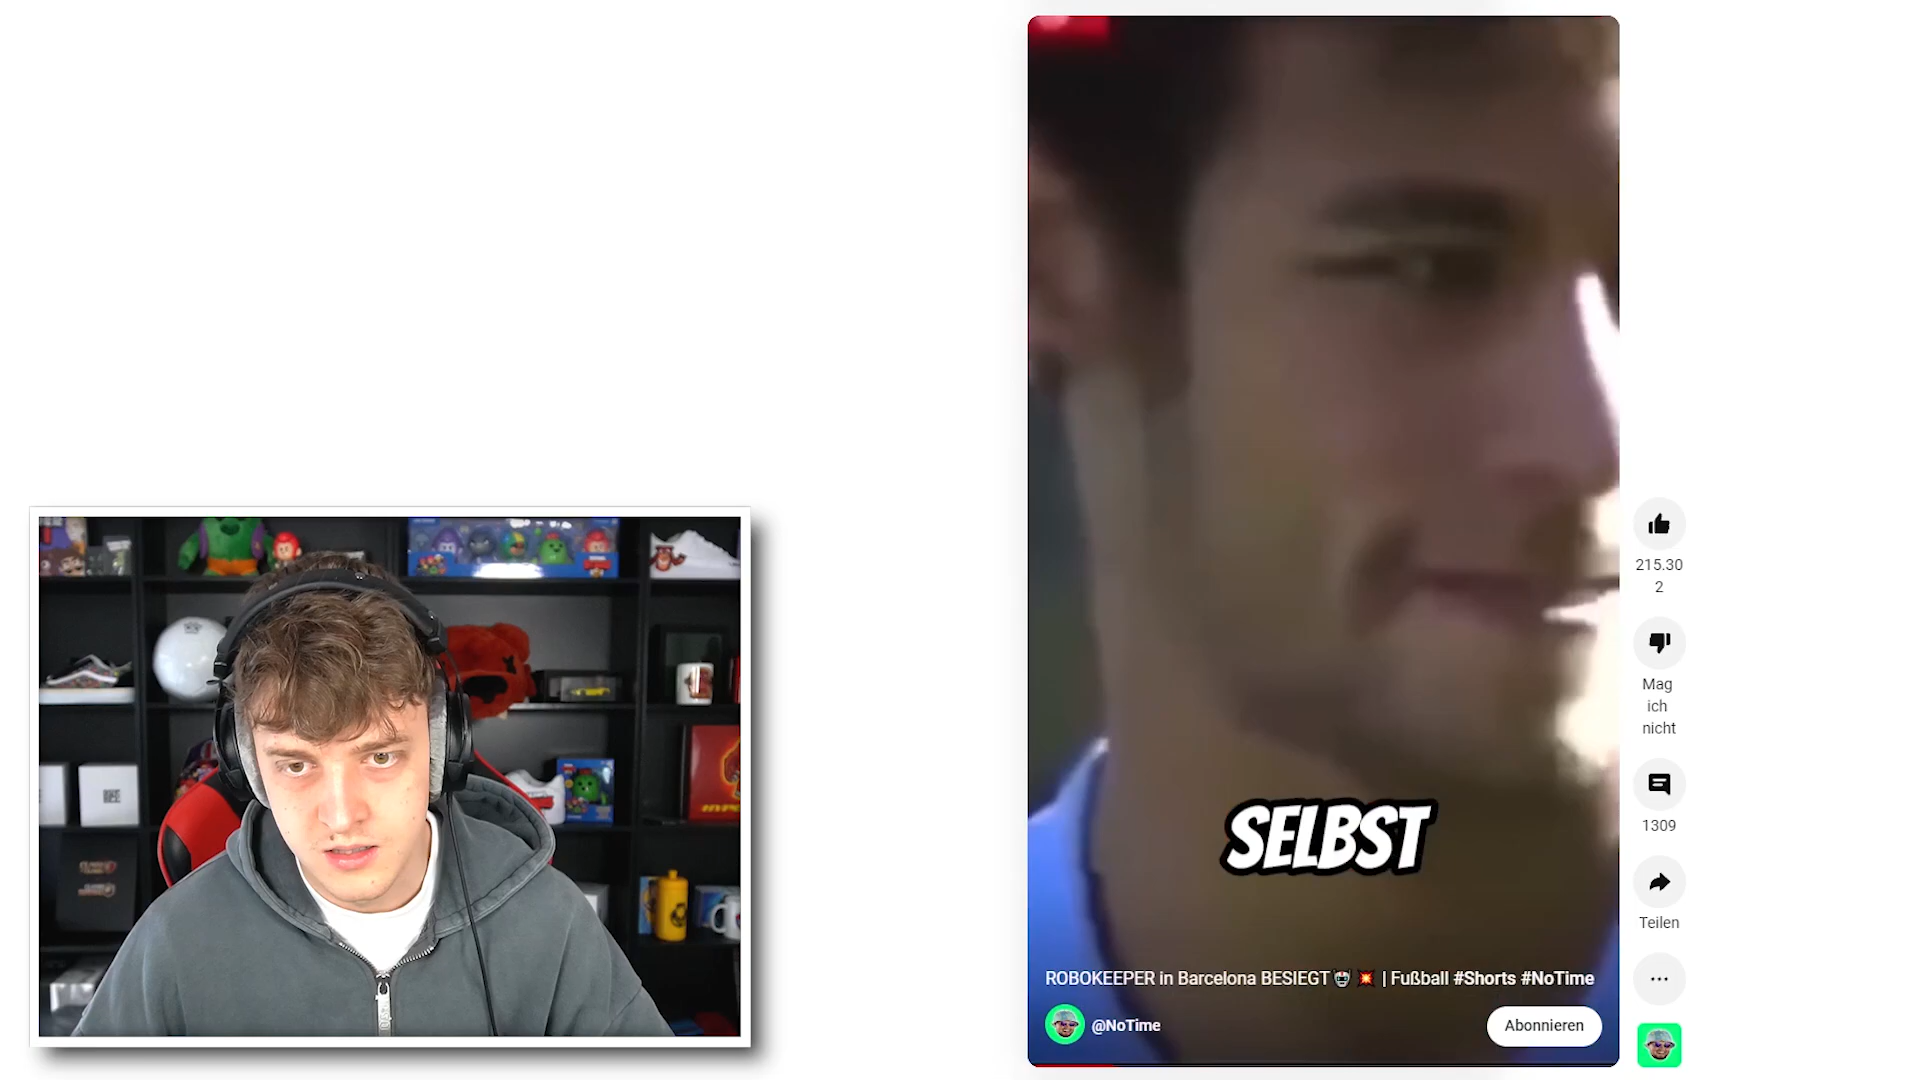 SELBST
ROBOKEEPER in Barcelona BESIEGT🤖💥 | Fußball #Shorts #NoTime
@NoTime
Abonnieren
215.30
2
Mag
ich
nicht
1309
Teilen